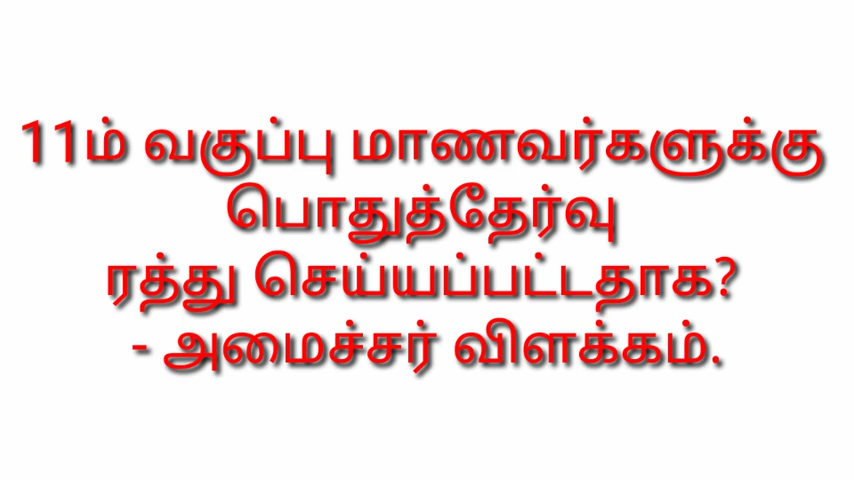 11ம் வகுப்பு மாணவர்களுக்கு
பொதுத்தேர்வு
ரத்து செய்யப்பட்டதாக?
- அமைச்சர் விளக்கம்.